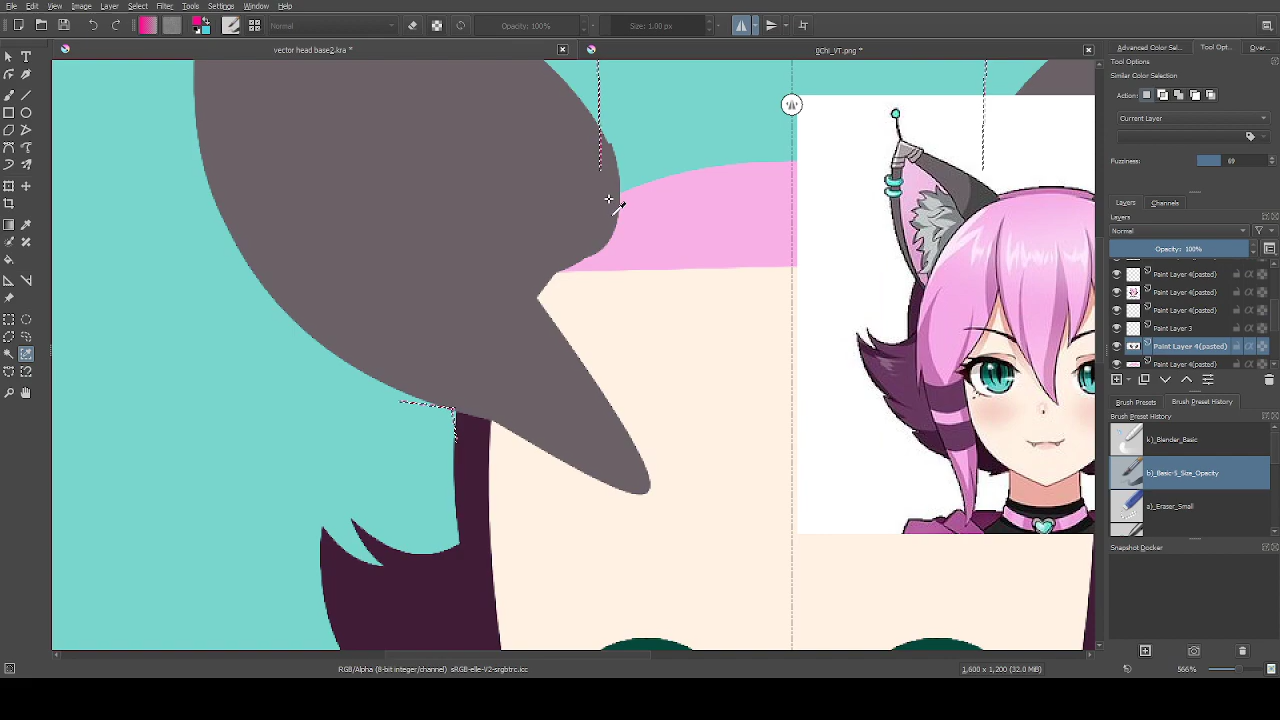 File Edit View Image Layer Select Filter Tools Settings Window Help
Normal
Opacity: 100%
Size: 1.00 px
vector head base2.kra *
gChi_VT.png *
Advanced Color Sel... Tool Opt... Over...
Tool Options
Similar Color Selection
Action:
Current Layer
Fuzziness: 69
Layers Channels
Layers
Normal
Opacity: 100%
Paint Layer 4(pasted)
Paint Layer 4(pasted)
Paint Layer 4(pasted)
Paint Layer 3
Paint Layer 4(pasted)
Paint Layer 4(pasted)
Brush Presets Brush Preset History
Brush Preset History
k)_Blender_Basic
b)_Basic-5_Size_Opacity
a)_Eraser_Small
Snapshot Docker
RGB/Alpha (8-bit integer/channel) sRGB-elle-V2-srgbtrc.icc
1,600 x 1,200 (32.0 MiB)
566%